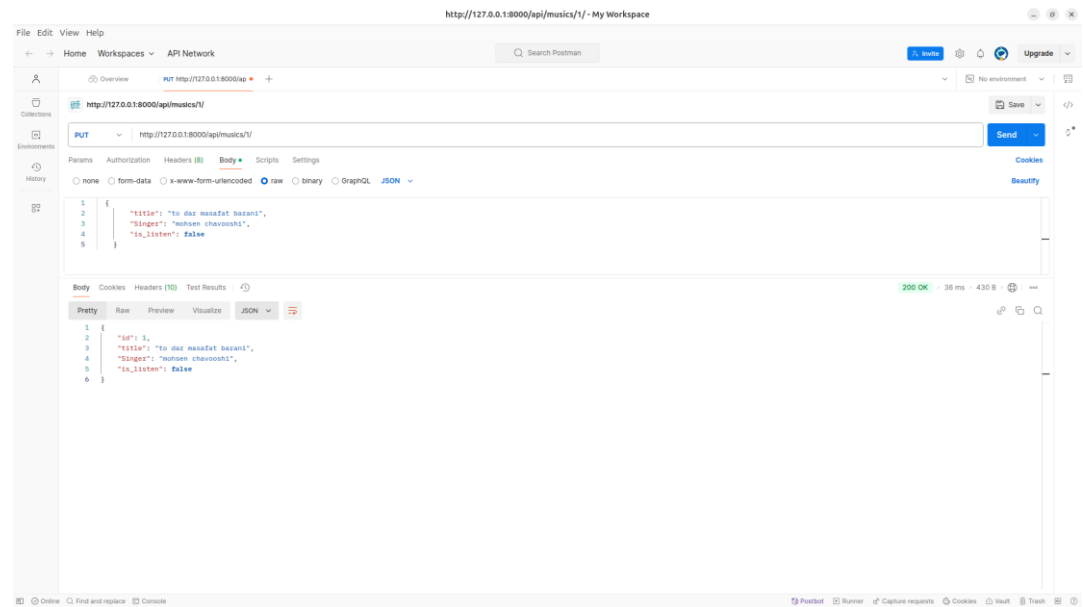 http://127.0.0.1:8000/api/musics/1/ - My Workspace
File Edit View Help
Home Workspaces API Network
Search Postman
Invite
Upgrade
Overview
PUT http://127.0.0.1:8000/ap
No environment
Collections
Environments
History
http://127.0.0.1:8000/api/musics/1/
Save
PUT http://127.0.0.1:8000/api/musics/1/
Send
Params Authorization Headers (8) Body Scripts Settings
Cookies
none form-data x-www-form-urlencoded raw binary GraphQL JSON
Beautify
1 {
2 "title": "to dar masafat barani",
3 "Singer": "mohsen chavooshi",
4 "is_listen": false
5 }
Body Cookies Headers (10) Test Results
200 OK 36 ms 430 B
Pretty Raw Preview Visualize JSON
1 {
2 "id": 1,
3 "title": "to dar masafat barani",
4 "Singer": "mohsen chavooshi",
5 "is_listen": false
6 }
Online Find and replace Console
Postbot Runner Capture requests Cookies Vault Trash